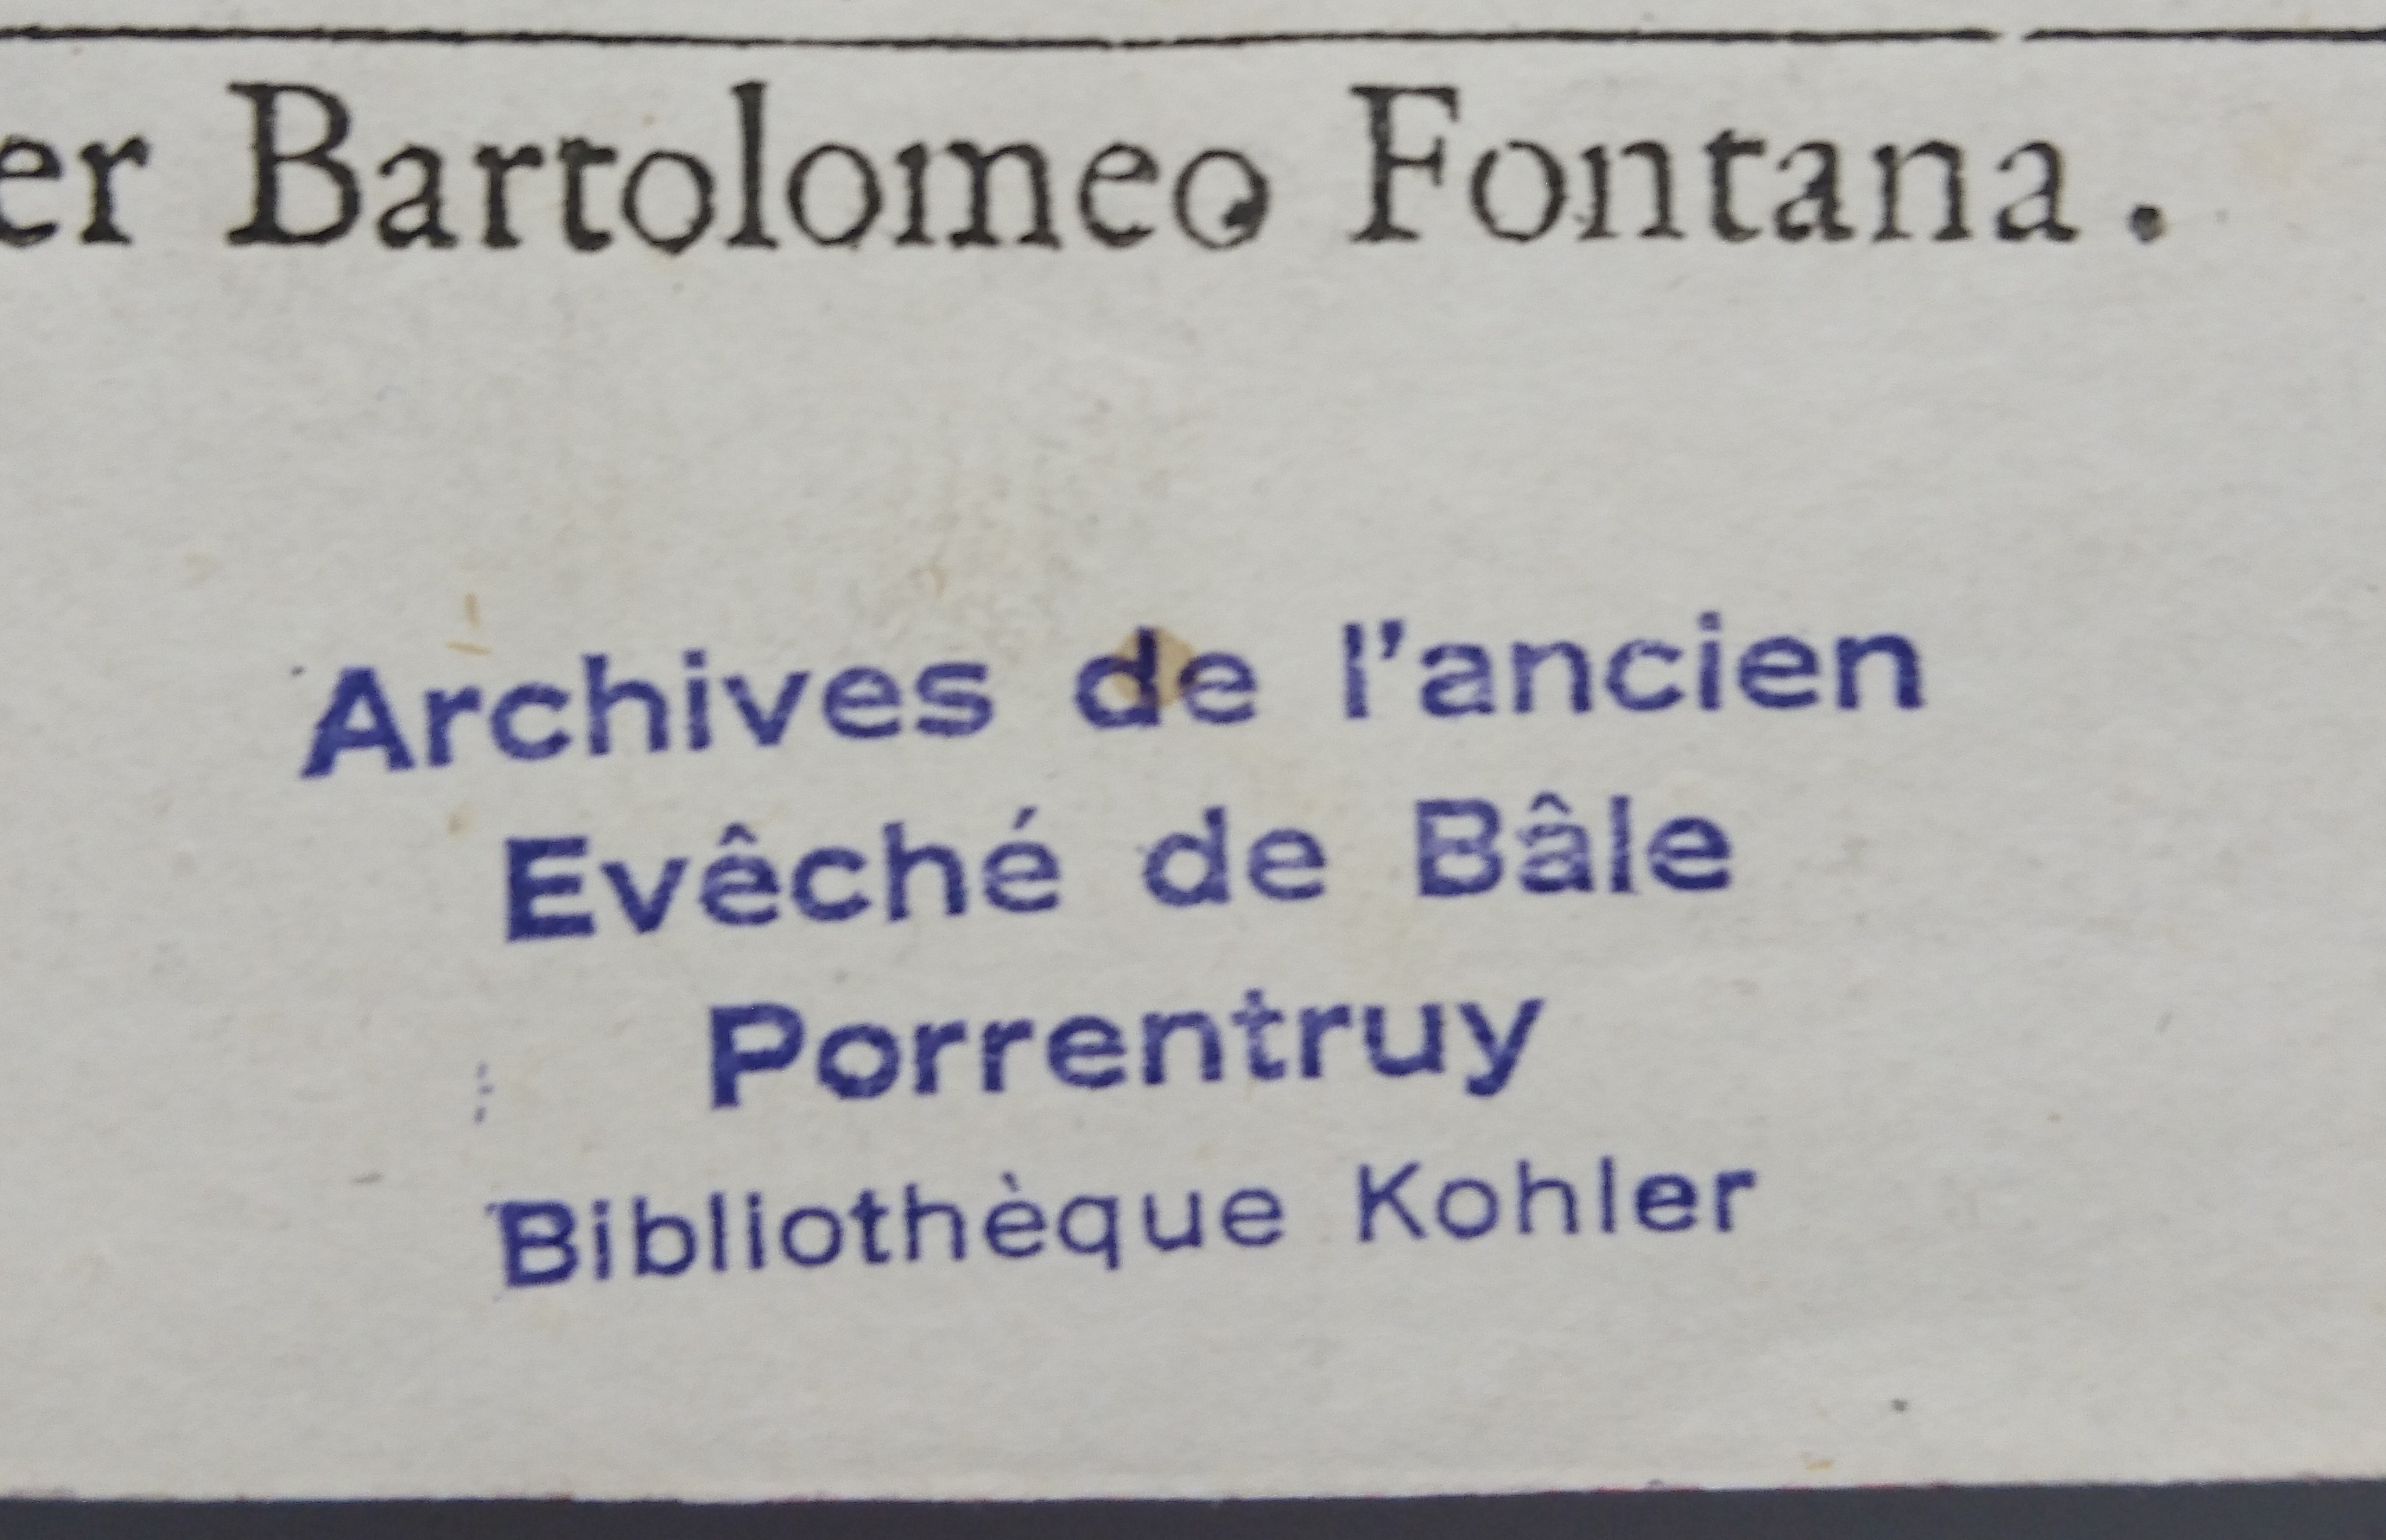 er Bartolomeo Fontana.
Archives de l'ancien
Evêché de Bâle
Porrentruy
Bibliothèque Kohler